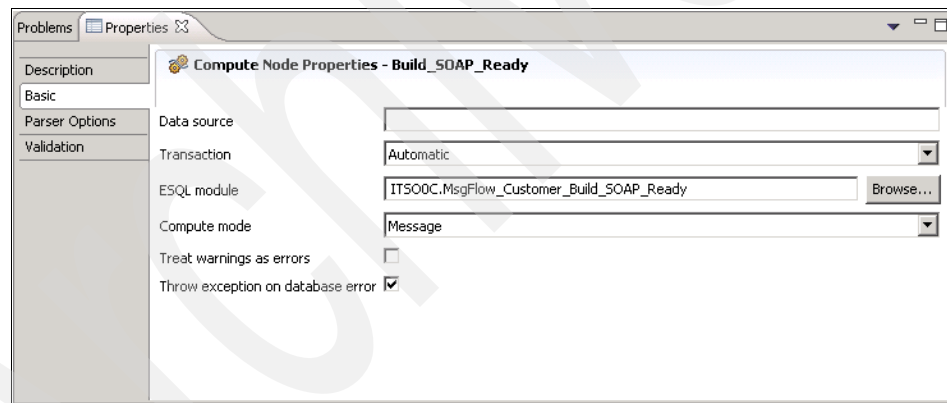 Problems Properties
Description
Basic
Parser Options
Validation
Compute Node Properties - Build_SOAP_Ready
Data source
Transaction Automatic
ESQL module ITSO0C.MsgFlow_Customer_Build_SOAP_Ready Browse...
Compute mode Message
Treat warnings as errors
Throw exception on database error